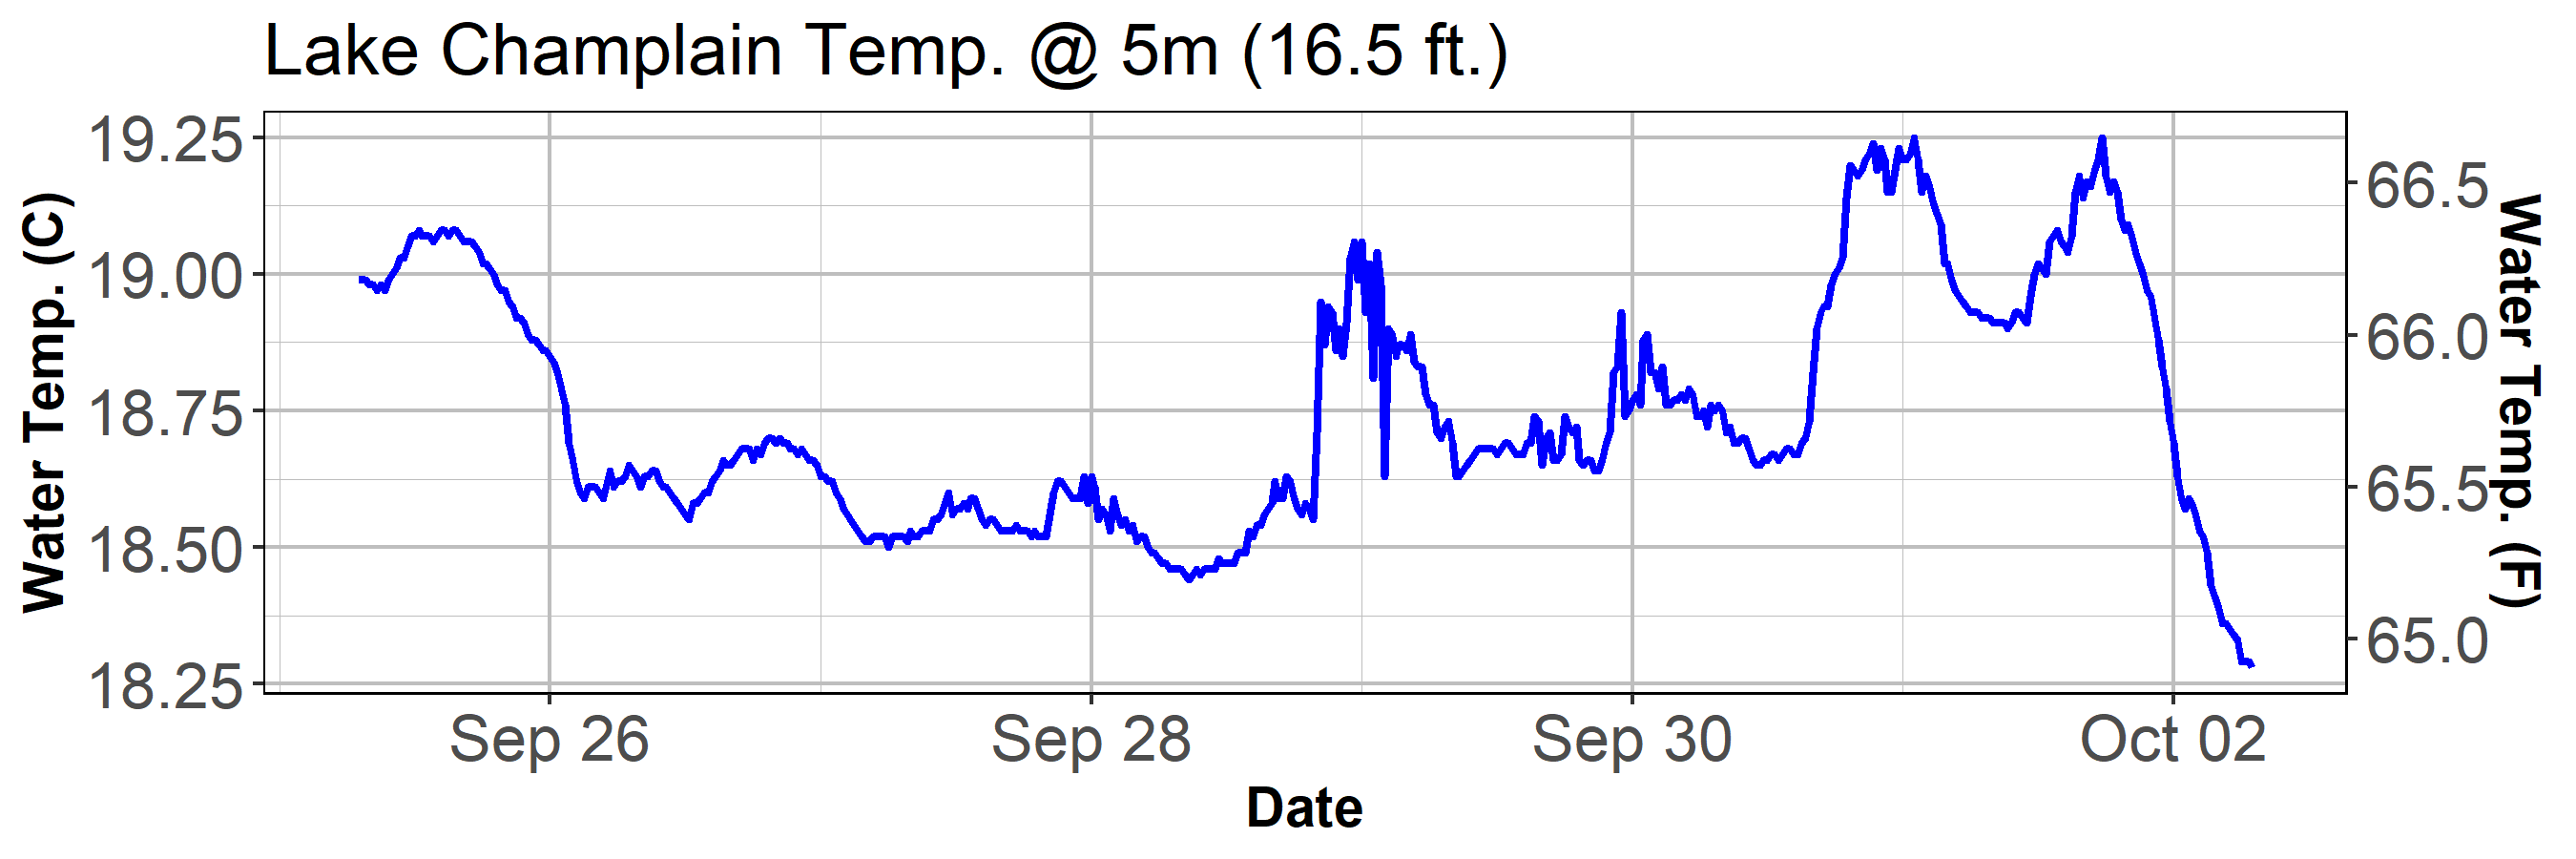 Lake Champlain Temp. @ 5m (16.5 ft.)
Water Temp. (C)
19.25
19.00
18.75
18.50
18.25
66.5
66.0
65.5
65.0
Water Temp. (F)
Sep 26
Sep 28
Sep 30
Oct 02
Date